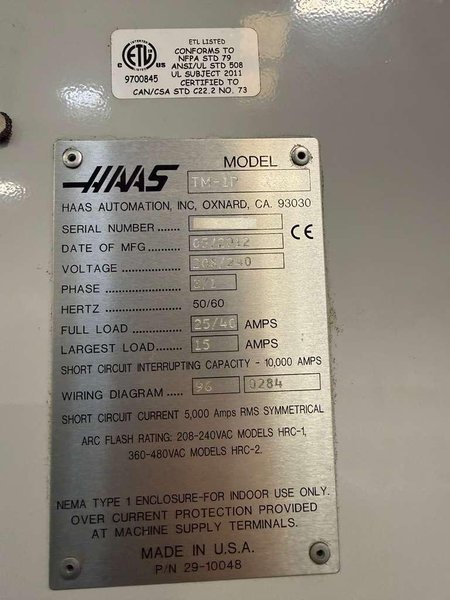 ETL LISTED
CONFORMS TO
NFPA STD 79
ANSI/UL STD 508
UL SUBJECT 2011
CERTIFIED TO
CAN/CSA STD C22.2 NO. 73
INTERTEK
ETL
C US
9700845
HAAS
MODEL
TM-1P
HAAS AUTOMATION, INC, OXNARD, CA. 93030
SERIAL NUMBER
CE
DATE OF MFG 2012
VOLTAGE 208/240
PHASE
HERTZ 50/60
FULL LOAD 25/40 AMPS
LARGEST LOAD 15 AMPS
SHORT CIRCUIT INTERRUPTING CAPACITY - 10,000 AMPS
WIRING DIAGRAM 96 0284
SHORT CIRCUIT CURRENT 5,000 Amps RMS SYMMETRICAL
ARC FLASH RATING: 208-240VAC MODELS HRC-1,
360-480VAC MODELS HRC-2.
NEMA TYPE 1 ENCLOSURE-FOR INDOOR USE ONLY.
OVER CURRENT PROTECTION PROVIDED
AT MACHINE SUPPLY TERMINALS.
MADE IN U.S.A.
P/N 29-10048